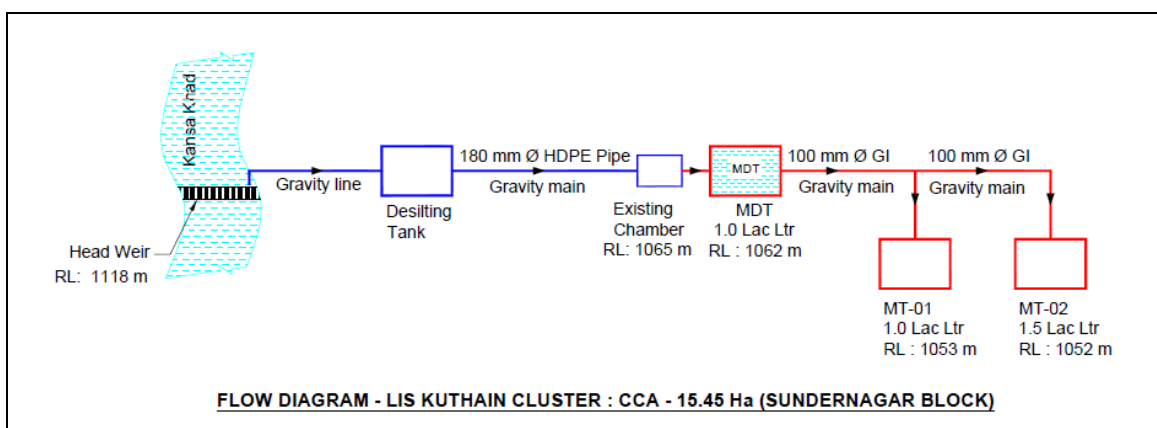 Kansa Khad
Head Weir
RL: 1118 m
Gravity line
Desilting
Tank
180 mm Ø HDPE Pipe
Gravity main
Existing
Chamber
RL: 1065 m
MDT
MDT
1.0 Lac Ltr
RL : 1062 m
100 mm Ø GI
Gravity main
100 mm Ø GI
Gravity main
MT-01
1.0 Lac Ltr
RL : 1053 m
MT-02
1.5 Lac Ltr
RL : 1052 m
FLOW DIAGRAM - LIS KUTHAIN CLUSTER : CCA - 15.45 Ha (SUNDERNAGAR BLOCK)